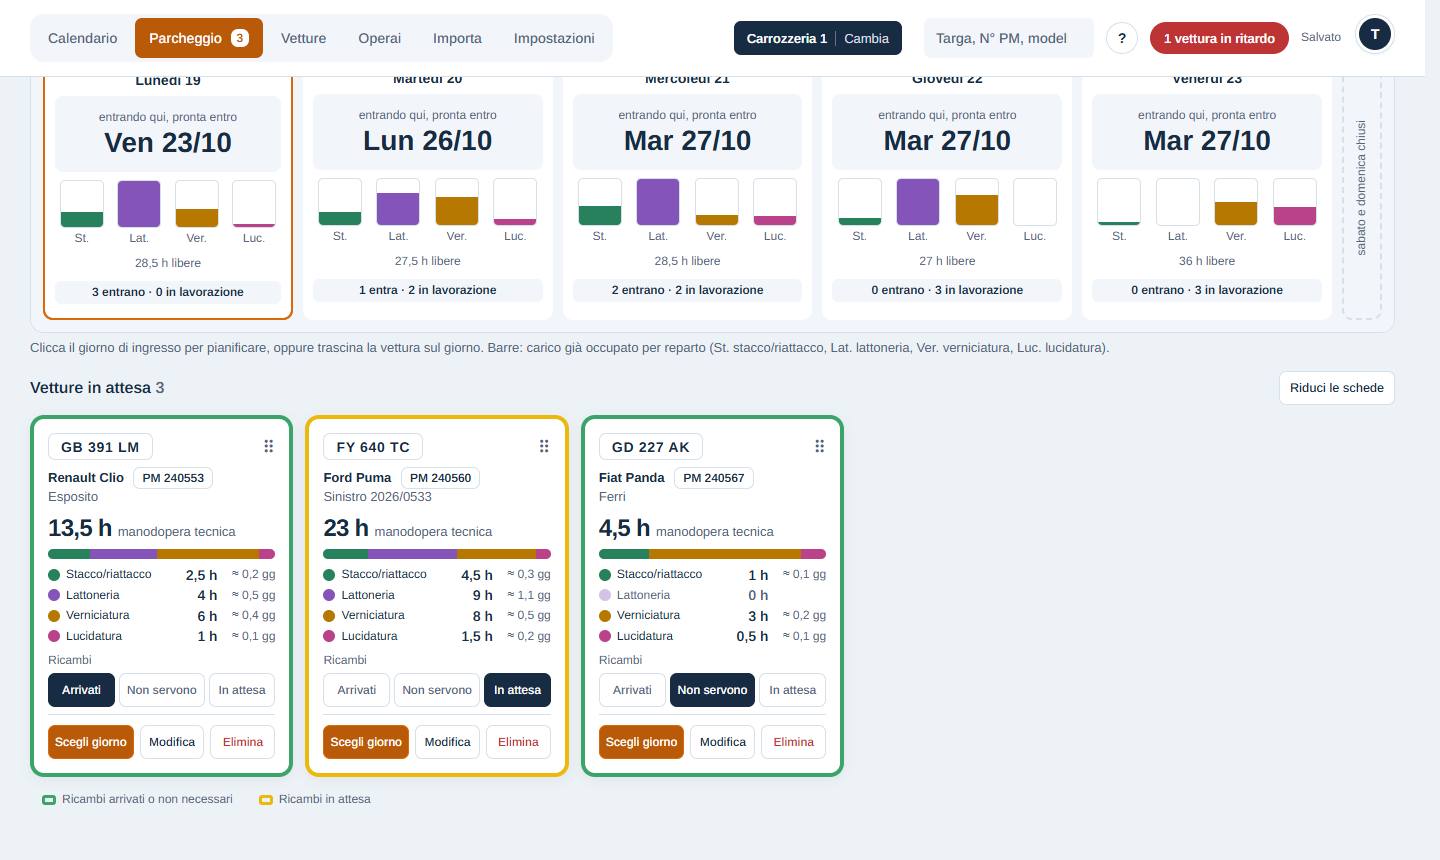 Calendario
Parcheggio 3
Vetture
Operai
Importa
Impostazioni
Carrozzeria 1 Cambia
Targa, N° PM, model
?
1 vettura in ritardo
Salvato
T
Lunedì 19
entrando qui, pronta entro
Ven 23/10
St. Lat. Ver. Luc.
28,5 h libere
3 entrano · 0 in lavorazione
Martedì 20
entrando qui, pronta entro
Lun 26/10
St. Lat. Ver. Luc.
27,5 h libere
1 entra · 2 in lavorazione
Mercoledì 21
entrando qui, pronta entro
Mar 27/10
St. Lat. Ver. Luc.
28,5 h libere
2 entrano · 2 in lavorazione
Giovedì 22
entrando qui, pronta entro
Mar 27/10
St. Lat. Ver. Luc.
27 h libere
0 entrano · 3 in lavorazione
Venerdì 23
entrando qui, pronta entro
Mar 27/10
St. Lat. Ver. Luc.
36 h libere
0 entrano · 3 in lavorazione
sabato e domenica chiusi
Clicca il giorno di ingresso per pianificare, oppure trascina la vettura sul giorno. Barre: carico già occupato per reparto (St. stacco/riattacco, Lat. lattoneria, Ver. verniciatura, Luc. lucidatura).
Vetture in attesa 3
Riduci le schede
GB 391 LM
Renault Clio PM 240553
Esposito
13,5 h manodopera tecnica
Stacco/riattacco 2,5 h ≈ 0,2 gg
Lattoneria 4 h ≈ 0,5 gg
Verniciatura 6 h ≈ 0,4 gg
Lucidatura 1 h ≈ 0,1 gg
Ricambi
Arrivati Non servono In attesa
Scegli giorno Modifica Elimina
FY 640 TC
Ford Puma PM 240560
Sinistro 2026/0533
23 h manodopera tecnica
Stacco/riattacco 4,5 h ≈ 0,3 gg
Lattoneria 9 h ≈ 1,1 gg
Verniciatura 8 h ≈ 0,5 gg
Lucidatura 1,5 h ≈ 0,2 gg
Ricambi
Arrivati Non servono In attesa
Scegli giorno Modifica Elimina
GD 227 AK
Fiat Panda PM 240567
Ferri
4,5 h manodopera tecnica
Stacco/riattacco 1 h ≈ 0,1 gg
Lattoneria 0 h
Verniciatura 3 h ≈ 0,2 gg
Lucidatura 0,5 h ≈ 0,1 gg
Ricambi
Arrivati Non servono In attesa
Scegli giorno Modifica Elimina
Ricambi arrivati o non necessari
Ricambi in attesa